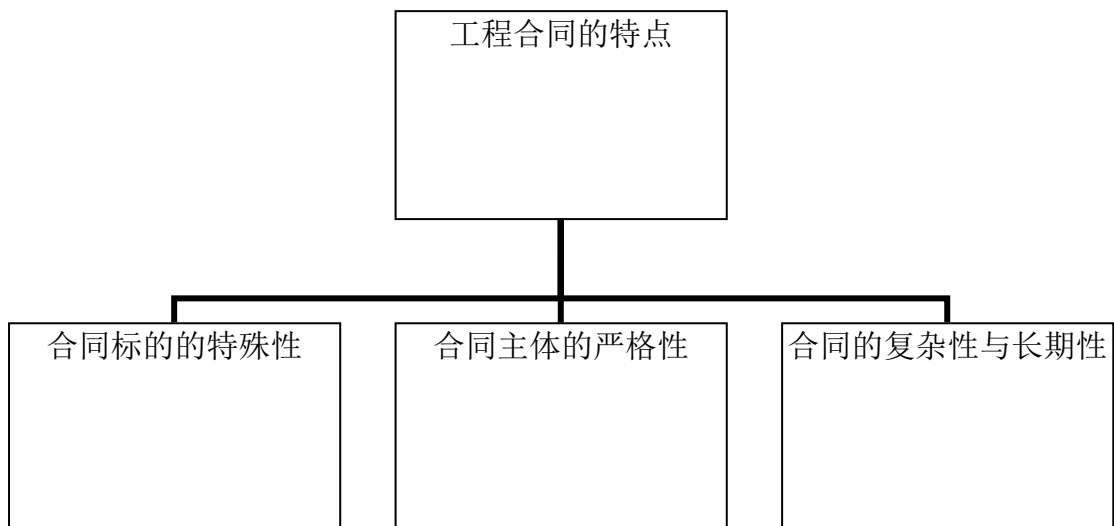 工程合同的特点
合同标的的特殊性
合同主体的严格性
合同的复杂性与长期性